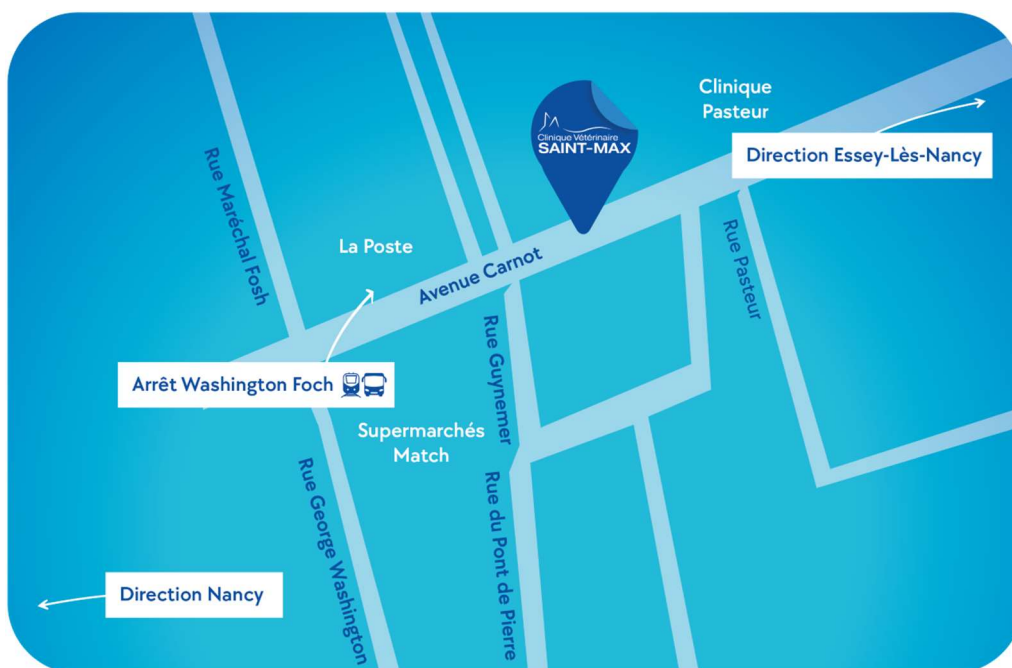 Clinique
Pasteur
Clinique Vétérinaire
SAINT-MAX
Direction Essey-Lès-Nancy
Rue Maréchal Fosh
La Poste
Avenue Carnot
Rue Pasteur
Arrêt Washington Foch
Rue Guynemer
Supermarchés
Match
Rue George Washington
Rue du Pont de Pierre
Direction Nancy